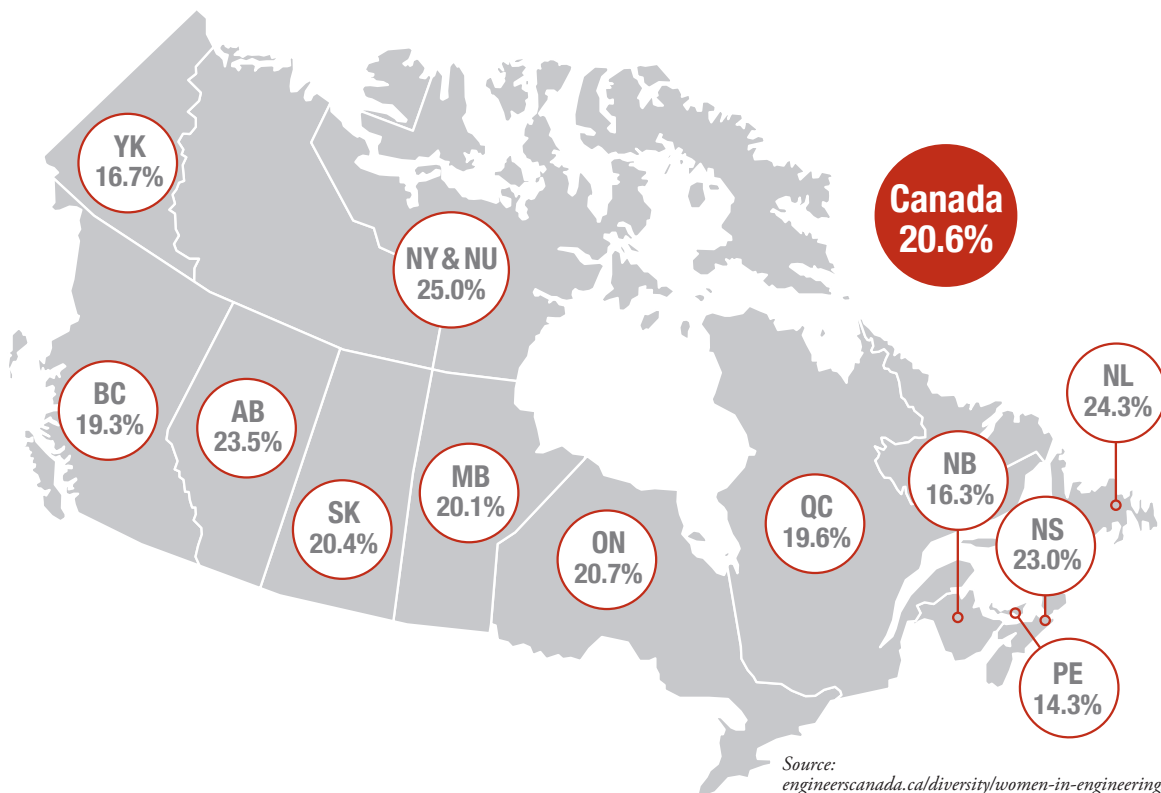 YK
16.7%
Canada
20.6%
NY & NU
25.0%
BC
19.3%
AB
23.5%
SK
20.4%
MB
20.1%
ON
20.7%
QC
19.6%
NB
16.3%
NL
24.3%
NS
23.0%
PE
14.3%
Source:
engineerscanada.ca/diversity/women-in-engineering